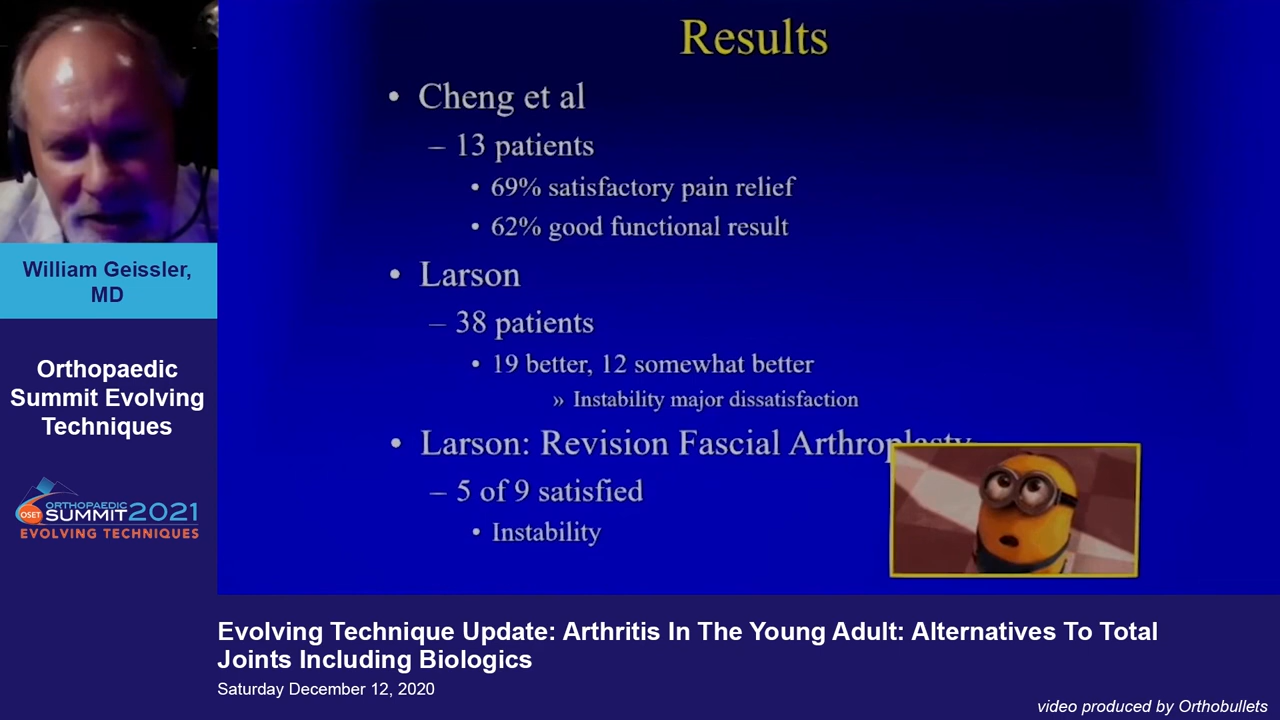 Results
• Cheng et al
– 13 patients
• 69% satisfactory pain relief
• 62% good functional result
• Larson
– 38 patients
• 19 better, 12 somewhat better
» Instability major dissatisfaction
• Larson: Revision Fascial Arthroplasty
– 5 of 9 satisfied
• Instability
William Geissler,
MD
Orthopaedic
Summit Evolving
Techniques
OSET
ORTHOPAEDIC
SUMMIT2021
EVOLVING TECHNIQUES
Evolving Technique Update: Arthritis In The Young Adult: Alternatives To Total
Joints Including Biologics
Saturday December 12, 2020
video produced by Orthobullets